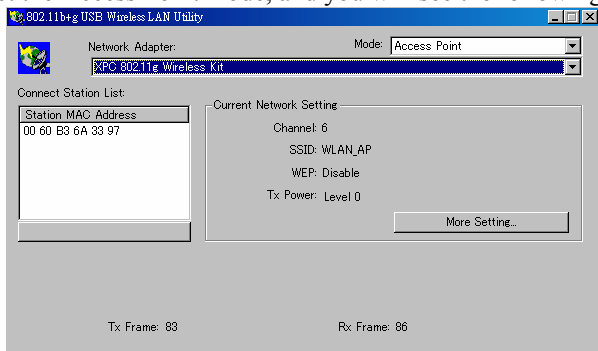 802.11b+g USB Wireless LAN Utility
Network Adapter:
Mode: Access Point
XPC 802.11g Wireless Kit
Connect Station List:
Station MAC Address
00 60 B3 6A 33 97
Current Network Setting
Channel: 6
SSID: WLAN_AP
WEP: Disable
Tx Power: Level 0
More Setting...
Tx Frame: 83
Rx Frame: 86